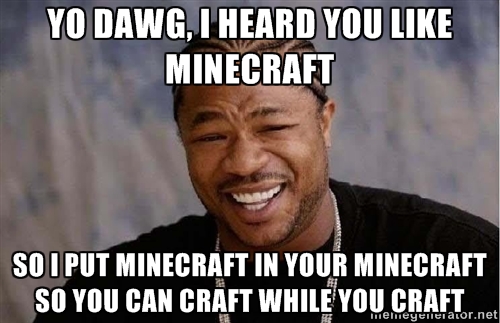 YO DAWG, I HEARD YOU LIKE
MINECRAFT
SO I PUT MINECRAFT IN YOUR MINECRAFT
SO YOU CAN CRAFT WHILE YOU CRAFT
memegenerator.net